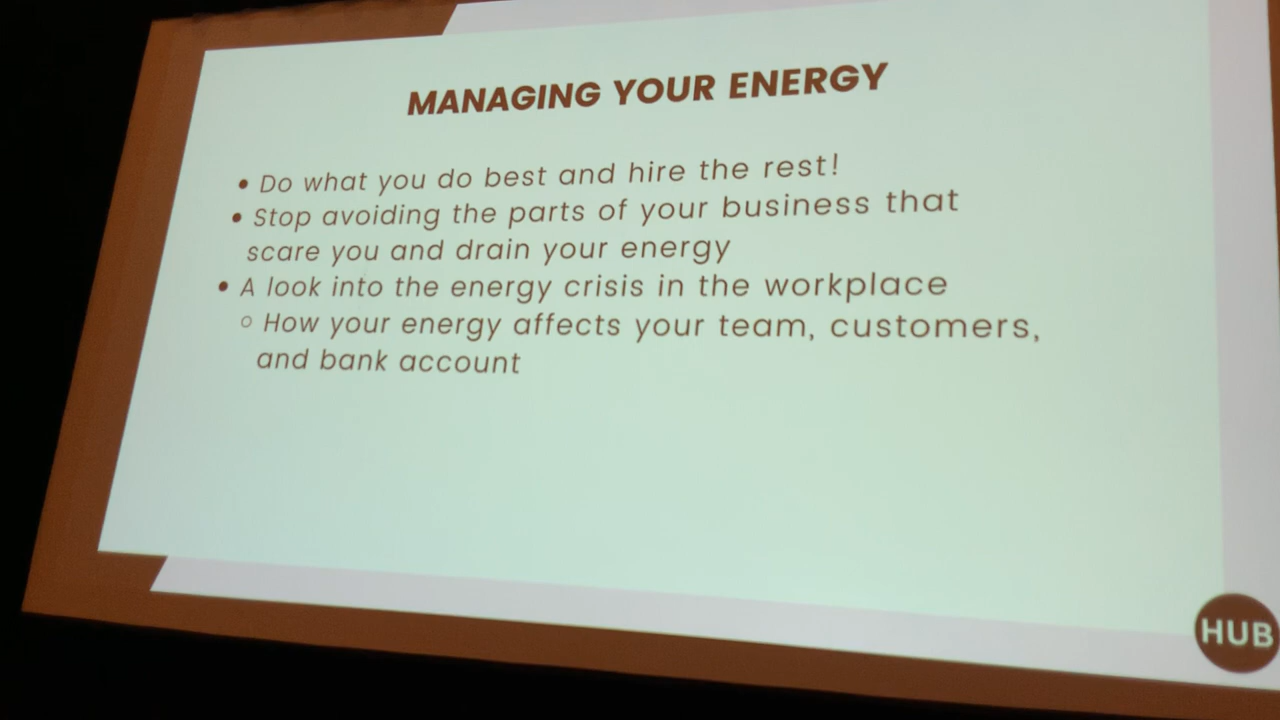 MANAGING YOUR ENERGY
• Do what you do best and hire the rest!
• Stop avoiding the parts of your business that
scare you and drain your energy
• A look into the energy crisis in the workplace
○ How your energy affects your team, customers,
and bank account
HUB